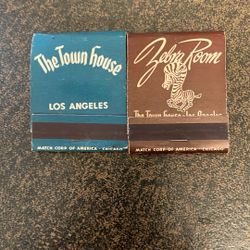 The Town House
LOS ANGELES
MATCH CORP OF AMERICA - CHICAGO
Zebra Room
The Town House - Los Angeles
MATCH CORP. OF AMERICA - CHICAGO